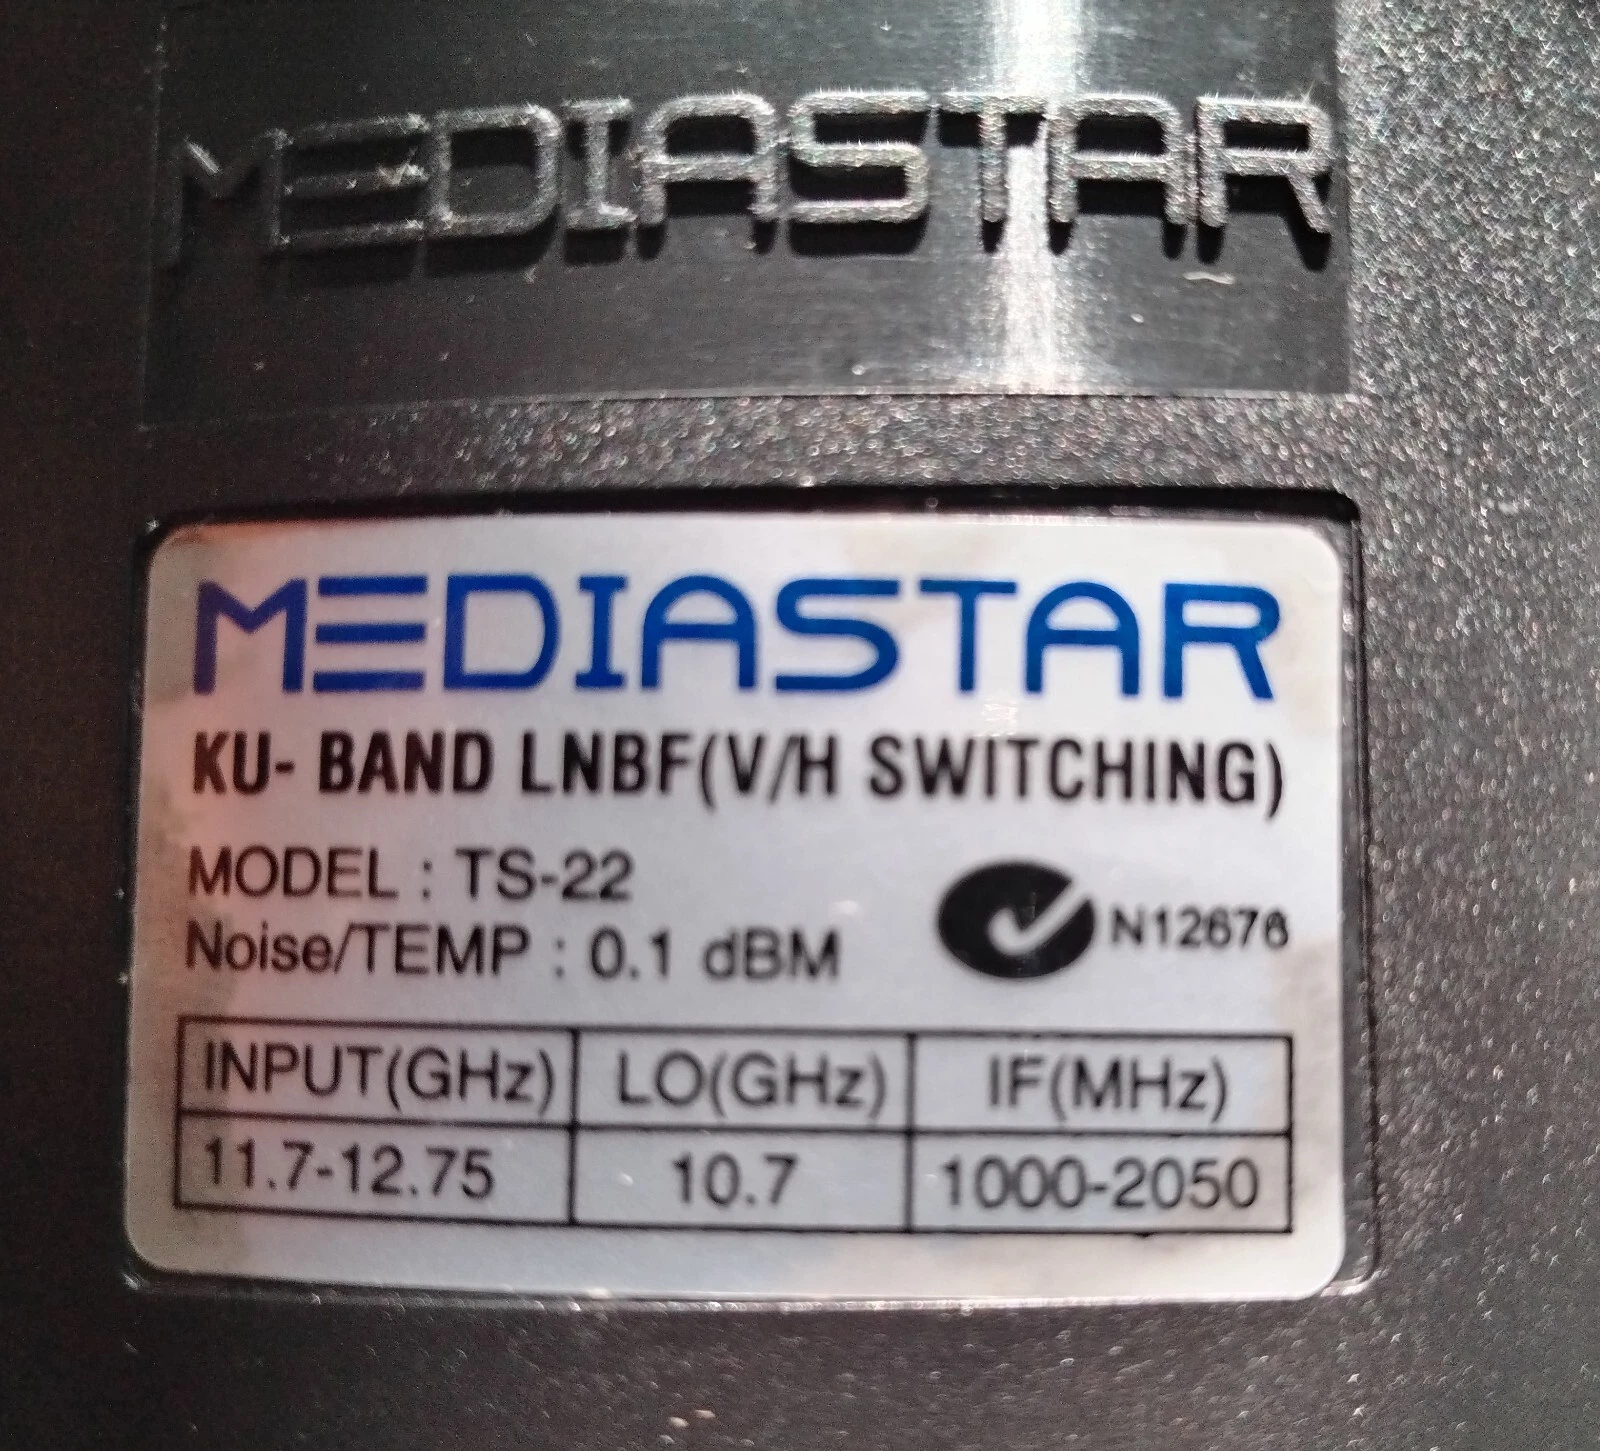 MEDIASTAR
MEDIASTAR
KU- BAND LNBF(V/H SWITCHING)
MODEL : TS-22
Noise/TEMP : 0.1 dBM
N12676
INPUT(GHz) LO(GHz) IF(MHz)
11.7-12.75 10.7 1000-2050